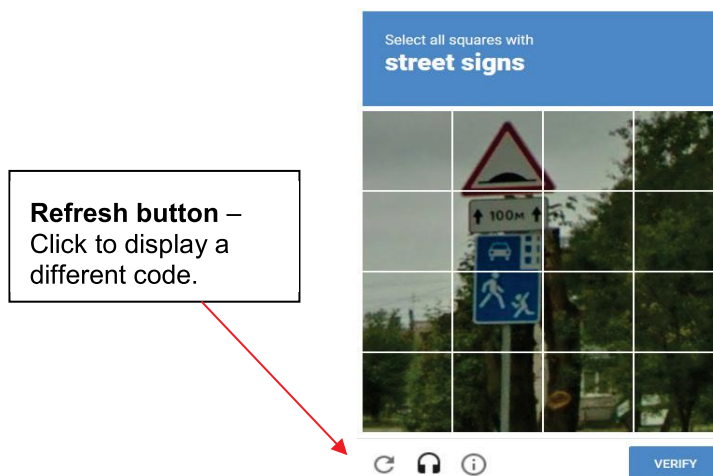 Select all squares with
street signs
100м
Refresh button –
Click to display a
different code.
VERIFY